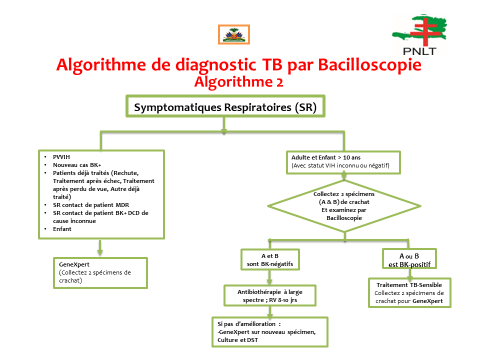 PNLT
Algorithme de diagnostic TB par Bacilloscopie
Algorithme 2
Symptomatiques Respiratoires (SR)
• PVVIH
• Nouveau cas BK+
• Patients déjà traités (Rechute,
Traitement après échec, Traitement
après perdu de vue, Autre déjà
traité)
• SR contact de patient MDR
• SR contact de patient BK+ DCD de
cause inconnue
• Enfant
GeneXpert
(Collectez 2 spécimens de
crachat)
Adulte et Enfant > 10 ans
(Avec statut VIH inconnu ou négatif)
Collectez 2 spécimens
(A & B) de crachat
Et examinez par
Bacilloscopie
A et B
sont BK-négatifs
A ou B
est BK-positif
Antibiothérapie à large
spectre ; RV 8-10 jrs
Traitement TB-Sensible
Collectez 2 spécimens de
crachat pour GeneXpert
Si pas d'amélioration :
-GeneXpert sur nouveau spécimen,
Culture et DST